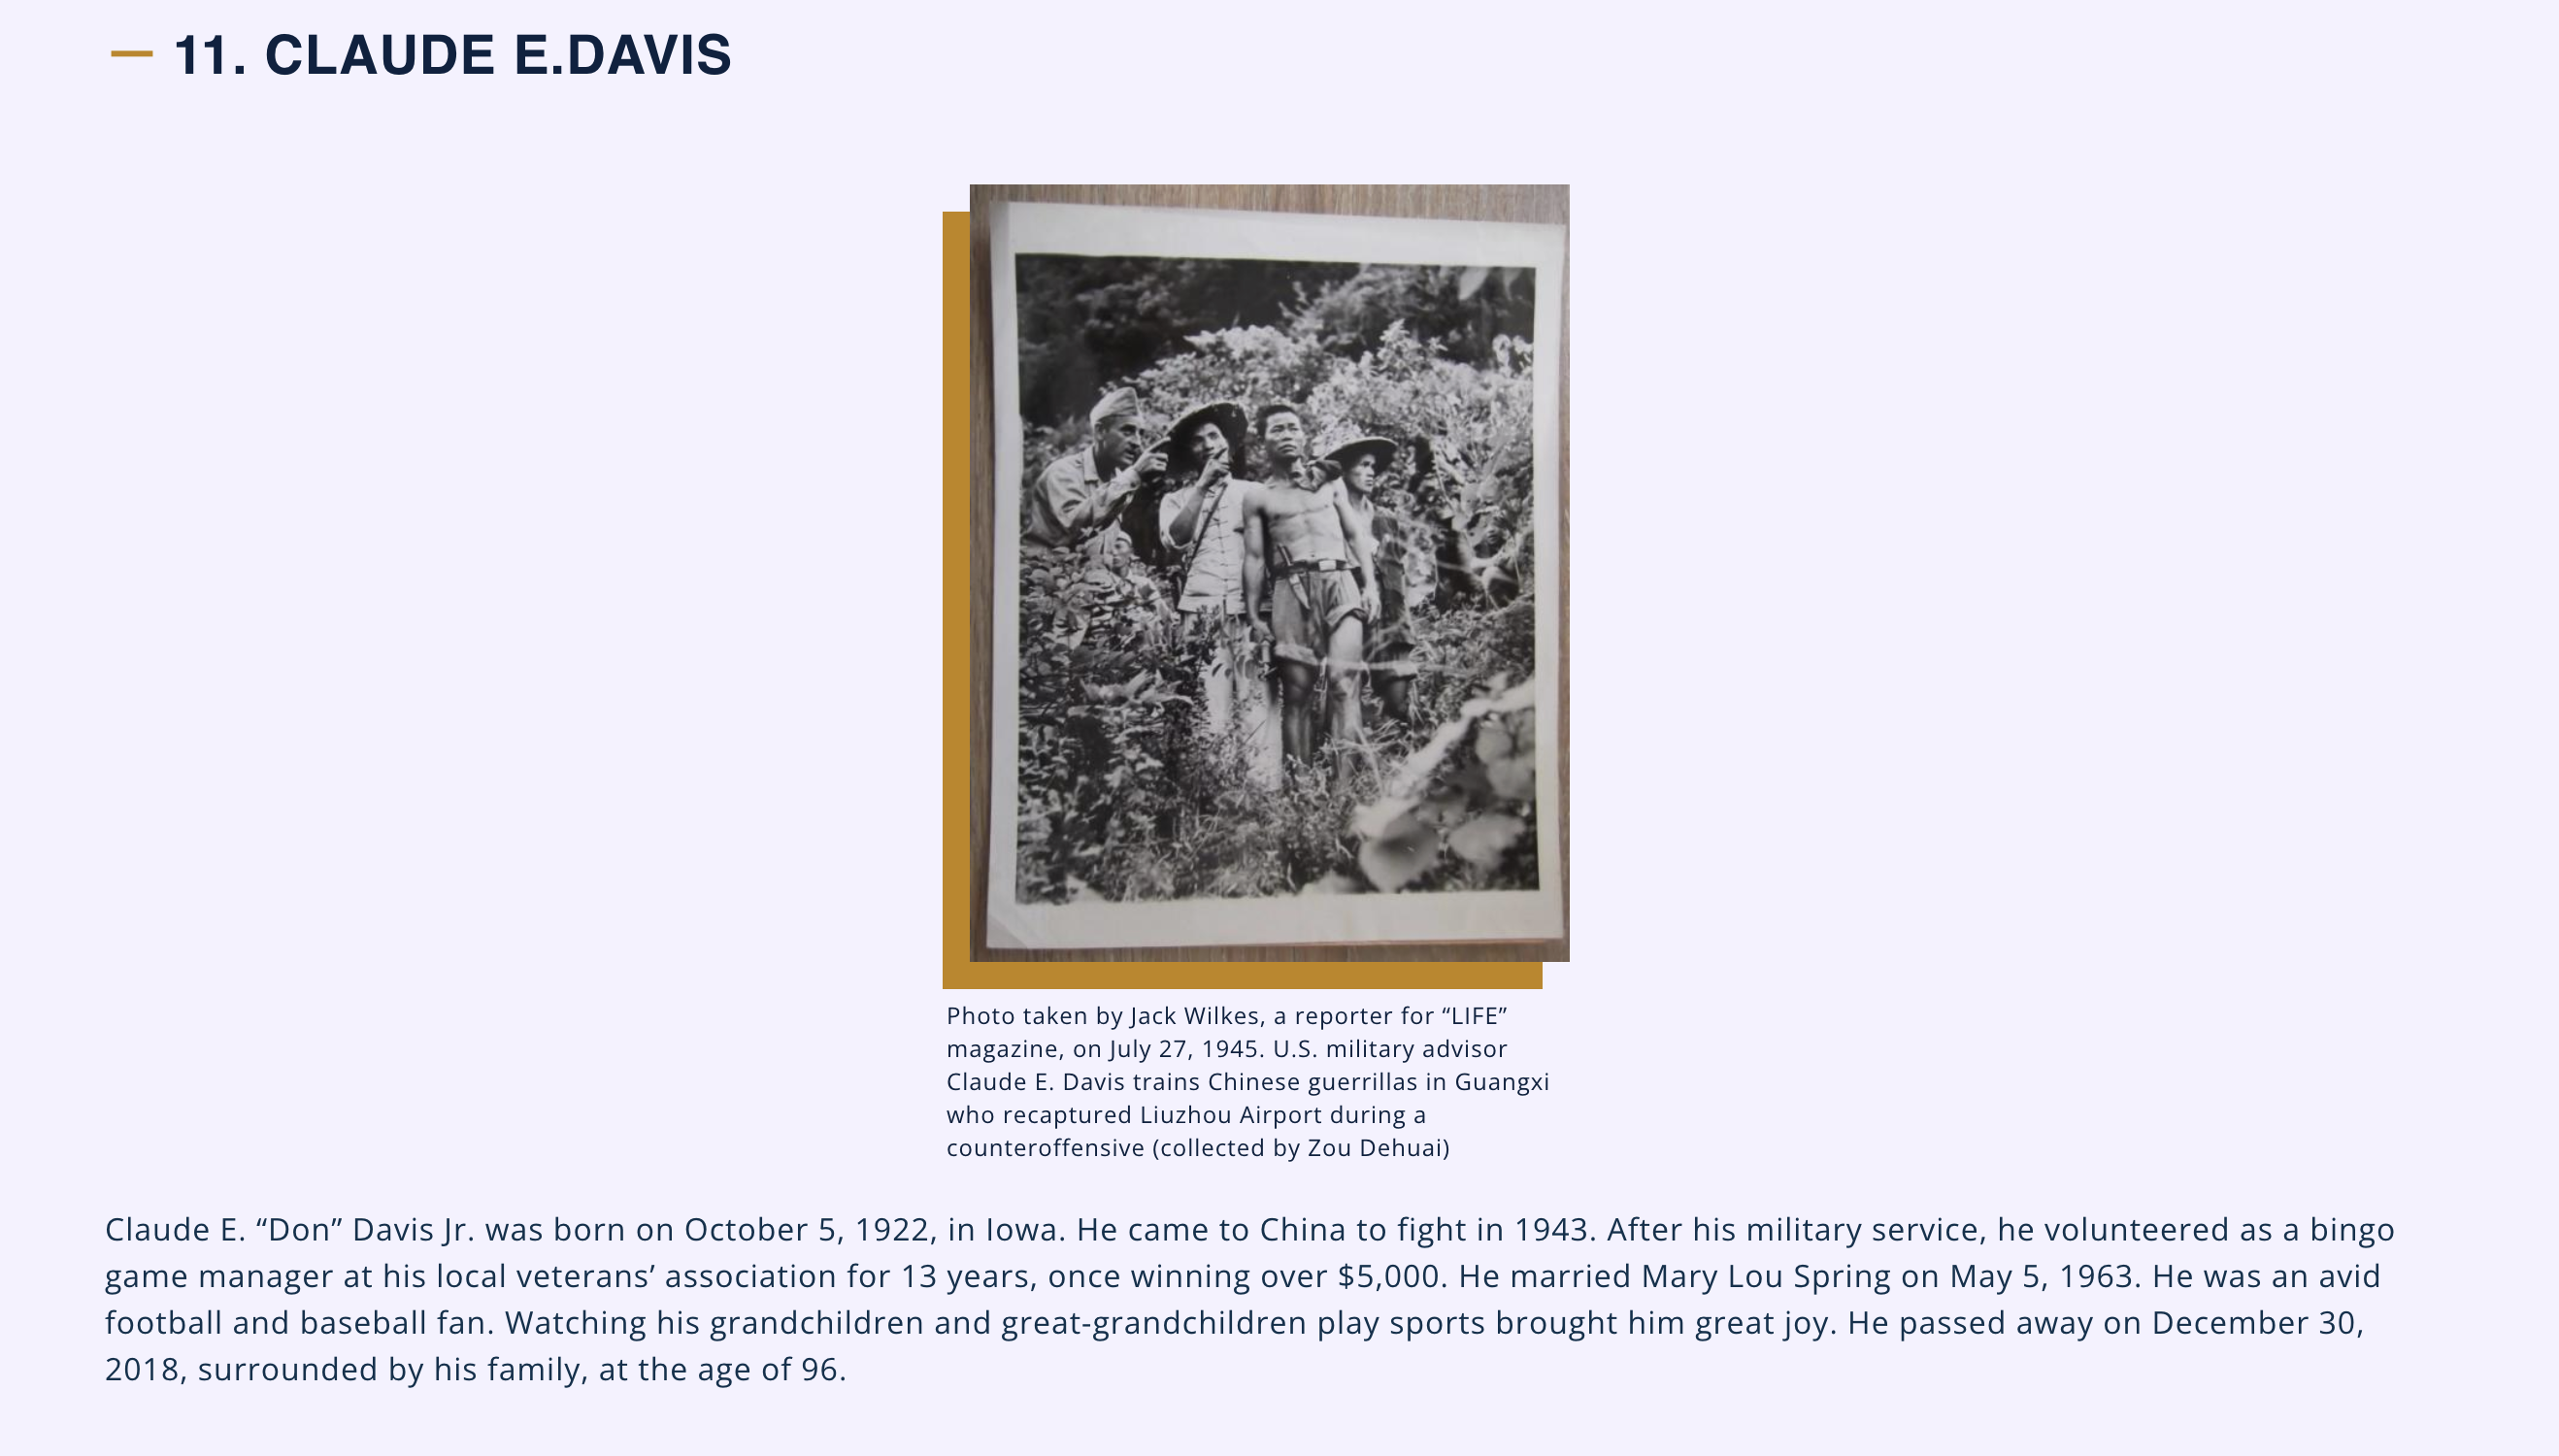 — 11. CLAUDE E.DAVIS
Photo taken by Jack Wilkes, a reporter for “LIFE”
magazine, on July 27, 1945. U.S. military advisor
Claude E. Davis trains Chinese guerrillas in Guangxi
who recaptured Liuzhou Airport during a
counteroffensive (collected by Zou Dehuai)
Claude E. “Don” Davis Jr. was born on October 5, 1922, in Iowa. He came to China to fight in 1943. After his military service, he volunteered as a bingo
game manager at his local veterans’ association for 13 years, once winning over $5,000. He married Mary Lou Spring on May 5, 1963. He was an avid
football and baseball fan. Watching his grandchildren and great-grandchildren play sports brought him great joy. He passed away on December 30,
2018, surrounded by his family, at the age of 96.